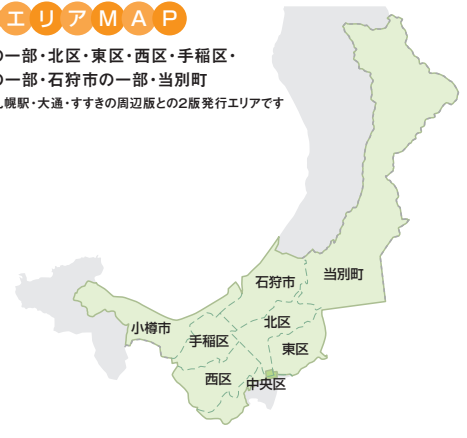 エリアMAP
の一部・北区・東区・西区・手稲区・
の一部・石狩市の一部・当別町
幌駅・大通・すすきの周辺版との2版発行エリアです
石狩市
当別町
北区
小樽市
手稲区
東区
西区
中央区